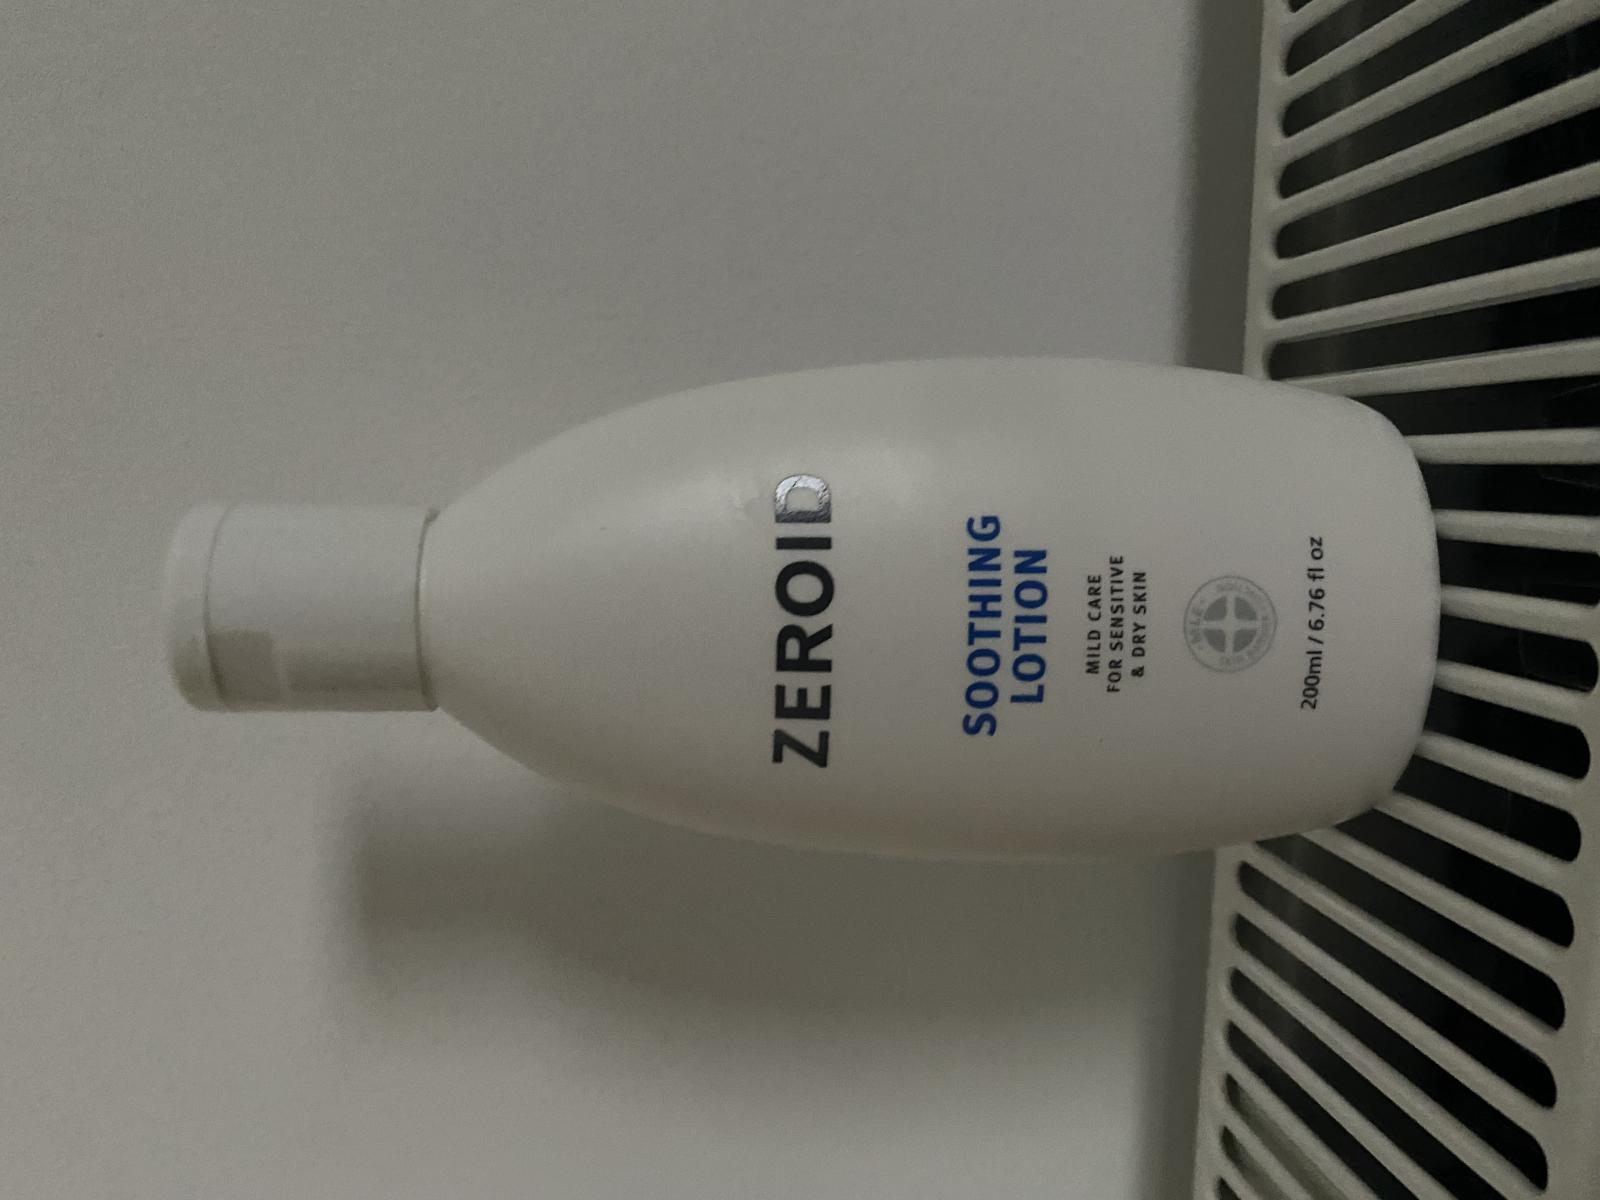 ZEROID
SOOTHING
LOTION
MILD CARE
FOR SENSITIVE
& DRY SKIN
200ml / 6.76 fl oz